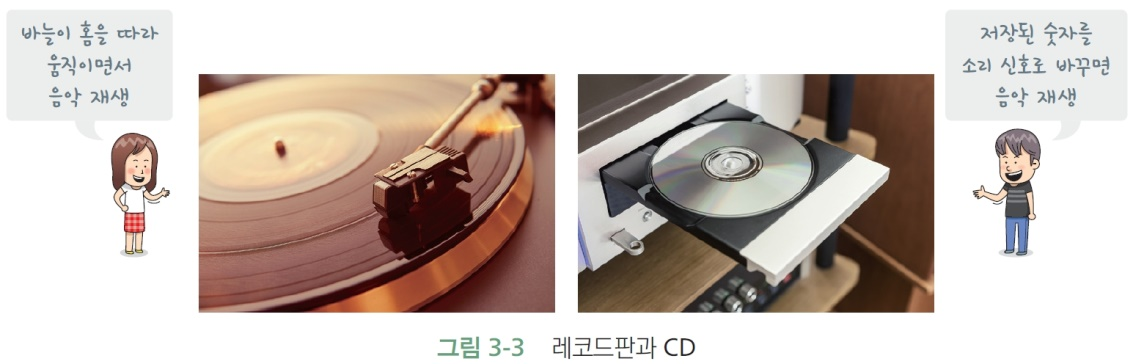 바늘이 홈을 따라
움직이면서
음악 재생
저장된 숫자를
소리 신호로 바꾸면
음악 재생
그림 3-3 레코드판과 CD